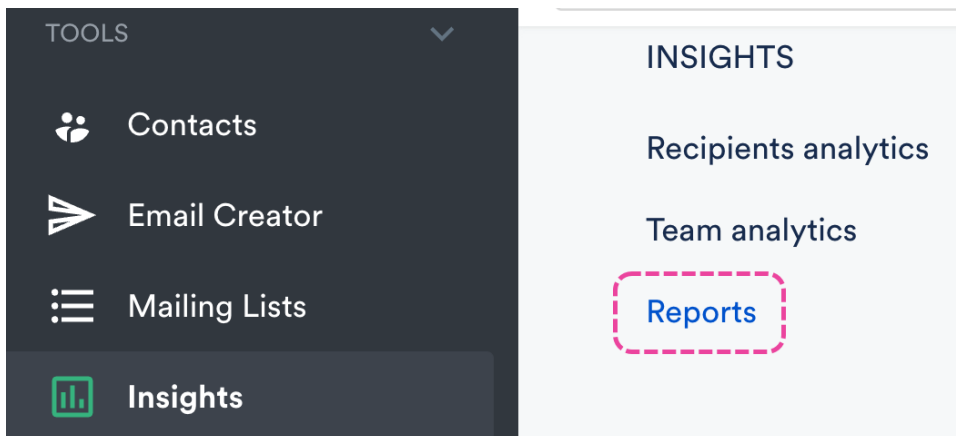 TOOLS
Contacts
Email Creator
Mailing Lists
Insights
INSIGHTS
Recipients analytics
Team analytics
Reports